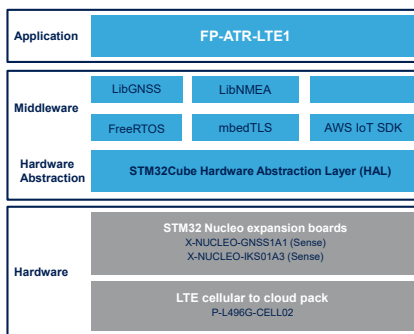 Application
FP-ATR-LTE1
Middleware
LibGNSS
LibNMEA
FreeRTOS
mbedTLS
AWS IoT SDK
Hardware
Abstraction
STM32Cube Hardware Abstraction Layer (HAL)
Hardware
STM32 Nucleo expansion boards
X-NUCLEO-GNSS1A1 (Sense)
X-NUCLEO-IKS01A3 (Sense)
LTE cellular to cloud pack
P-L496G-CELL02